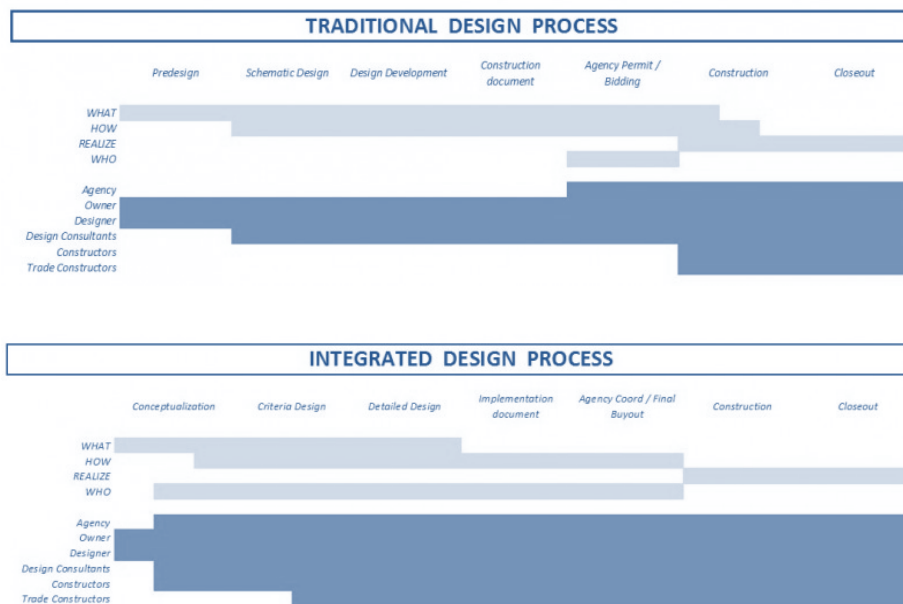 TRADITIONAL DESIGN PROCESS
Predesign Schematic Design Design Development Construction document Agency Permit / Bidding Construction Closeout
WHAT
HOW
REALIZE
WHO
Agency
Owner
Designer
Design Consultants
Constructors
Trade Constructors
INTEGRATED DESIGN PROCESS
Conceptualization Criteria Design Detailed Design Implementation document Agency Coord / Final Buyout Construction Closeout
WHAT
HOW
REALIZE
WHO
Agency
Owner
Designer
Design Consultants
Constructors
Trade Constructors